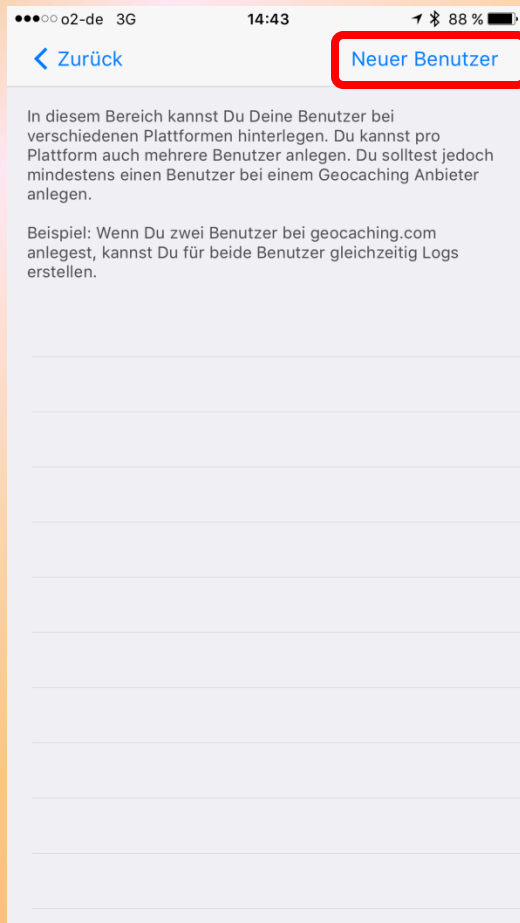 o2-de 3G 14:43 88 %
Zurück Neuer Benutzer
In diesem Bereich kannst Du Deine Benutzer bei
verschiedenen Plattformen hinterlegen. Du kannst pro
Plattform auch mehrere Benutzer anlegen. Du solltest jedoch
mindestens einen Benutzer bei einem Geocaching Anbieter
anlegen.
Beispiel: Wenn Du zwei Benutzer bei geocaching.com
anlegest, kannst Du für beide Benutzer gleichzeitig Logs
erstellen.